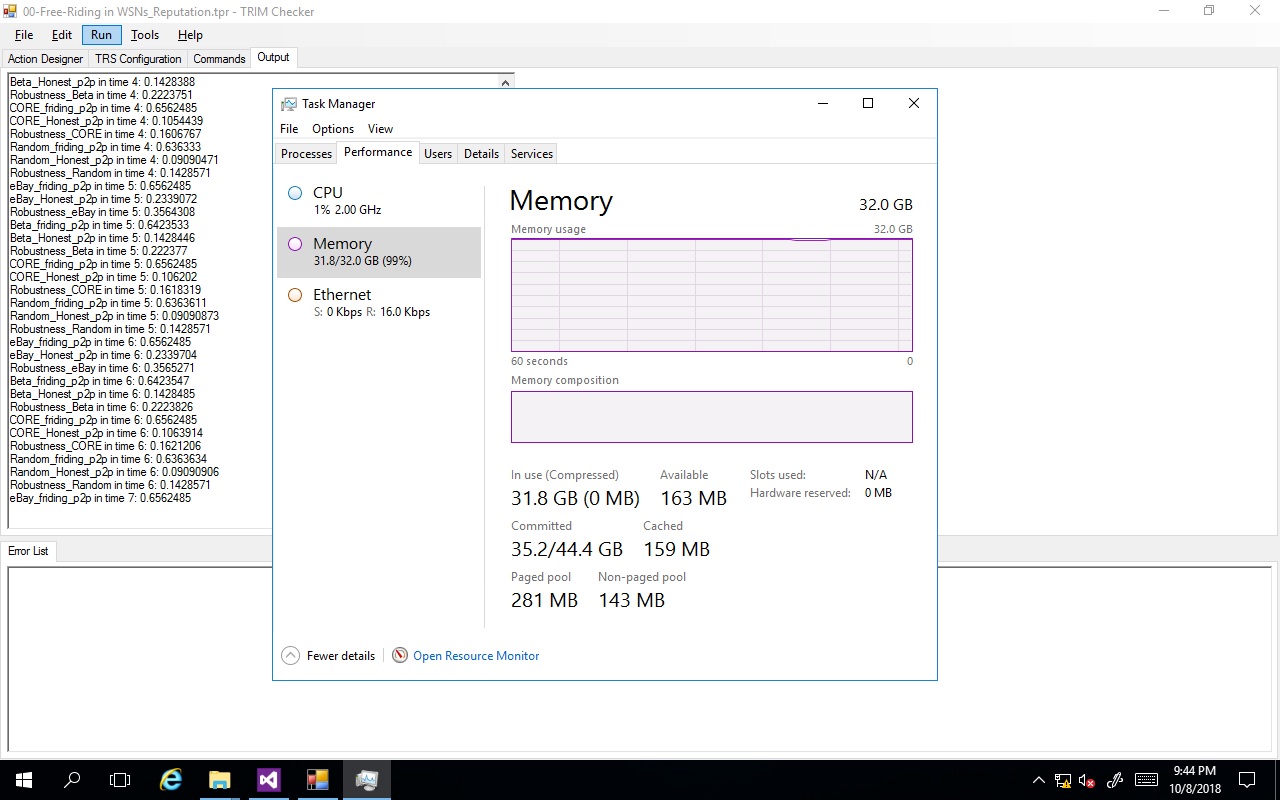 00-Free-Riding in WSNs_Reputation.tpr - TRIM Checker
File Edit Run Tools Help
Action Designer TRS Configuration Commands Output
Beta_Honest_p2p in time 4: 0.1428388
Robustness_Beta in time 4: 0.2223751
CORE_friding_p2p in time 4: 0.6562485
CORE_Honest_p2p in time 4: 0.1054439
Robustness_CORE in time 4: 0.1606767
Random_friding_p2p in time 4: 0.636333
Random_Honest_p2p in time 4: 0.09090471
Robustness_Random in time 4: 0.1428571
eBay_friding_p2p in time 5: 0.6562485
eBay_Honest_p2p in time 5: 0.2339072
Robustness_eBay in time 5: 0.3564308
Beta_friding_p2p in time 5: 0.6423533
Beta_Honest_p2p in time 5: 0.1428446
Robustness_Beta in time 5: 0.222377
CORE_friding_p2p in time 5: 0.6562485
CORE_Honest_p2p in time 5: 0.106202
Robustness_CORE in time 5: 0.1618319
Random_friding_p2p in time 5: 0.6363611
Random_Honest_p2p in time 5: 0.09090873
Robustness_Random in time 5: 0.1428571
eBay_friding_p2p in time 6: 0.6562485
eBay_Honest_p2p in time 6: 0.2339704
Robustness_eBay in time 6: 0.3565271
Beta_friding_p2p in time 6: 0.6423547
Beta_Honest_p2p in time 6: 0.1428485
Robustness_Beta in time 6: 0.2223826
CORE_friding_p2p in time 6: 0.6562485
CORE_Honest_p2p in time 6: 0.1063914
Robustness_CORE in time 6: 0.1621206
Random_friding_p2p in time 6: 0.6363634
Random_Honest_p2p in time 6: 0.09090906
Robustness_Random in time 6: 0.1428571
eBay_friding_p2p in time 7: 0.6562485
Error List
Task Manager
File Options View
Processes Performance Users Details Services
CPU
1% 2.00 GHz
Memory
31.8/32.0 GB (99%)
Ethernet
S: 0 Kbps R: 16.0 Kbps
Memory 32.0 GB
Memory usage 32.0 GB
60 seconds 0
Memory composition
In use (Compressed) Available Slots used: N/A
31.8 GB (0 MB) 163 MB Hardware reserved: 0 MB
Committed Cached
35.2/44.4 GB 159 MB
Paged pool Non-paged pool
281 MB 143 MB
Fewer details Open Resource Monitor
9:44 PM
10/8/2018